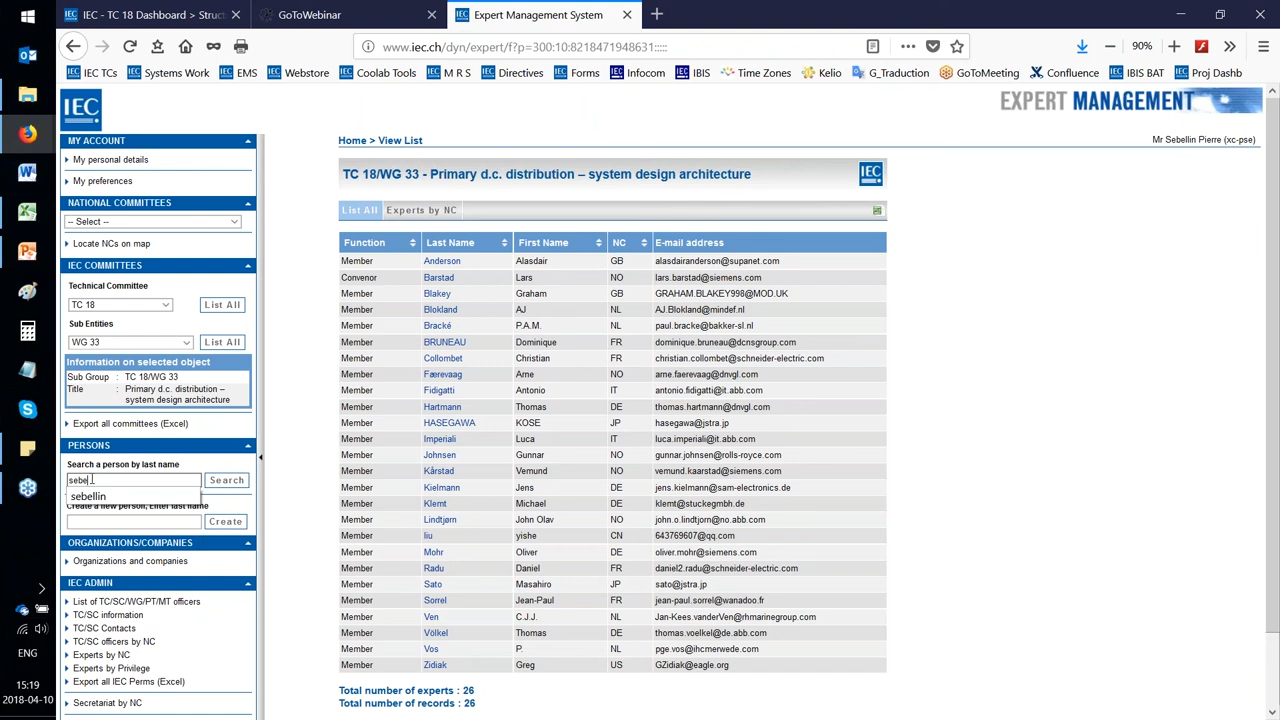 IEC - TC 18 Dashboard > Struct
GoToWebinar
Expert Management System
www.iec.ch/dyn/expert/f?p=300:10:8218471948631:::::
90%
IEC TCs Systems Work EMS Webstore Coolab Tools M R S Directives Forms Infocom IBIS Time Zones Kelio G_Traduction GoToMeeting Confluence IBIS BAT Proj Dashb
IEC
EXPERT MANAGEMENT
MY ACCOUNT
My personal details
My preferences
NATIONAL COMMITTEES
-- Select --
Locate NCs on map
IEC COMMITTEES
Technical Committee
TC 18 List All
Sub Entities
WG 33 List All
Information on selected object
Sub Group : TC 18/WG 33
Title : Primary d.c. distribution –
system design architecture
Export all committees (Excel)
PERSONS
Search a person by last name
sebe Search
sebellin
Create a new person, Enter last name
Create
ORGANIZATIONS/COMPANIES
Organizations and companies
IEC ADMIN
List of TC/SC/WG/PT/MT officers
TC/SC information
TC/SC Contacts
TC/SC officers by NC
Experts by NC
Experts by Privilege
Export all IEC Perms (Excel)
Secretariat by NC
Home > View List
Mr Sebellin Pierre (xc-pse)
TC 18/WG 33 - Primary d.c. distribution – system design architecture
IEC
List All Experts by NC
Function Last Name First Name NC E-mail address
Member Anderson Alasdair GB alasdairanderson@supanet.com
Convenor Barstad Lars NO lars.barstad@siemens.com
Member Blakey Graham GB GRAHAM.BLAKEY998@MOD.UK
Member Blokland AJ NL AJ.Blokland@mindef.nl
Member Bracké P.A.M. NL paul.bracke@bakker-sl.nl
Member BRUNEAU Dominique FR dominique.bruneau@dcnsgroup.com
Member Collombet Christian FR christian.collombet@schneider-electric.com
Member Færevaag Arne NO arne.faerevaag@dnvgl.com
Member Fidigatti Antonio IT antonio.fidigatti@it.abb.com
Member Hartmann Thomas DE thomas.hartmann@dnvgl.com
Member HASEGAWA KOSE JP hasegawa@jstra.jp
Member Imperiali Luca IT luca.imperiali@it.abb.com
Member Johnsen Gunnar NO gunnar.johnsen@rolls-royce.com
Member Kårstad Vemund NO vemund.kaarstad@siemens.com
Member Kielmann Jens DE jens.kielmann@sam-electronics.de
Member Klemt Michael DE klemt@stuckegmbh.de
Member Lindtjørn John Olav NO john.o.lindtjorn@no.abb.com
Member liu yishe CN 643769607@qq.com
Member Mohr Oliver DE oliver.mohr@siemens.com
Member Radu Daniel FR daniel2.radu@schneider-electric.com
Member Sato Masahiro JP sato@jstra.jp
Member Sorrel Jean-Paul FR jean-paul.sorrel@wanadoo.fr
Member Ven C.J.J. NL Jan-Kees.vanderVen@rhmarinegroup.com
Member Völkel Thomas DE thomas.voelkel@de.abb.com
Member Vos P. NL pge.vos@ihcmerwede.com
Member Zidiak Greg US GZidiak@eagle.org
Total number of experts : 26
Total number of records : 26
ENG
15:19
2018-04-10